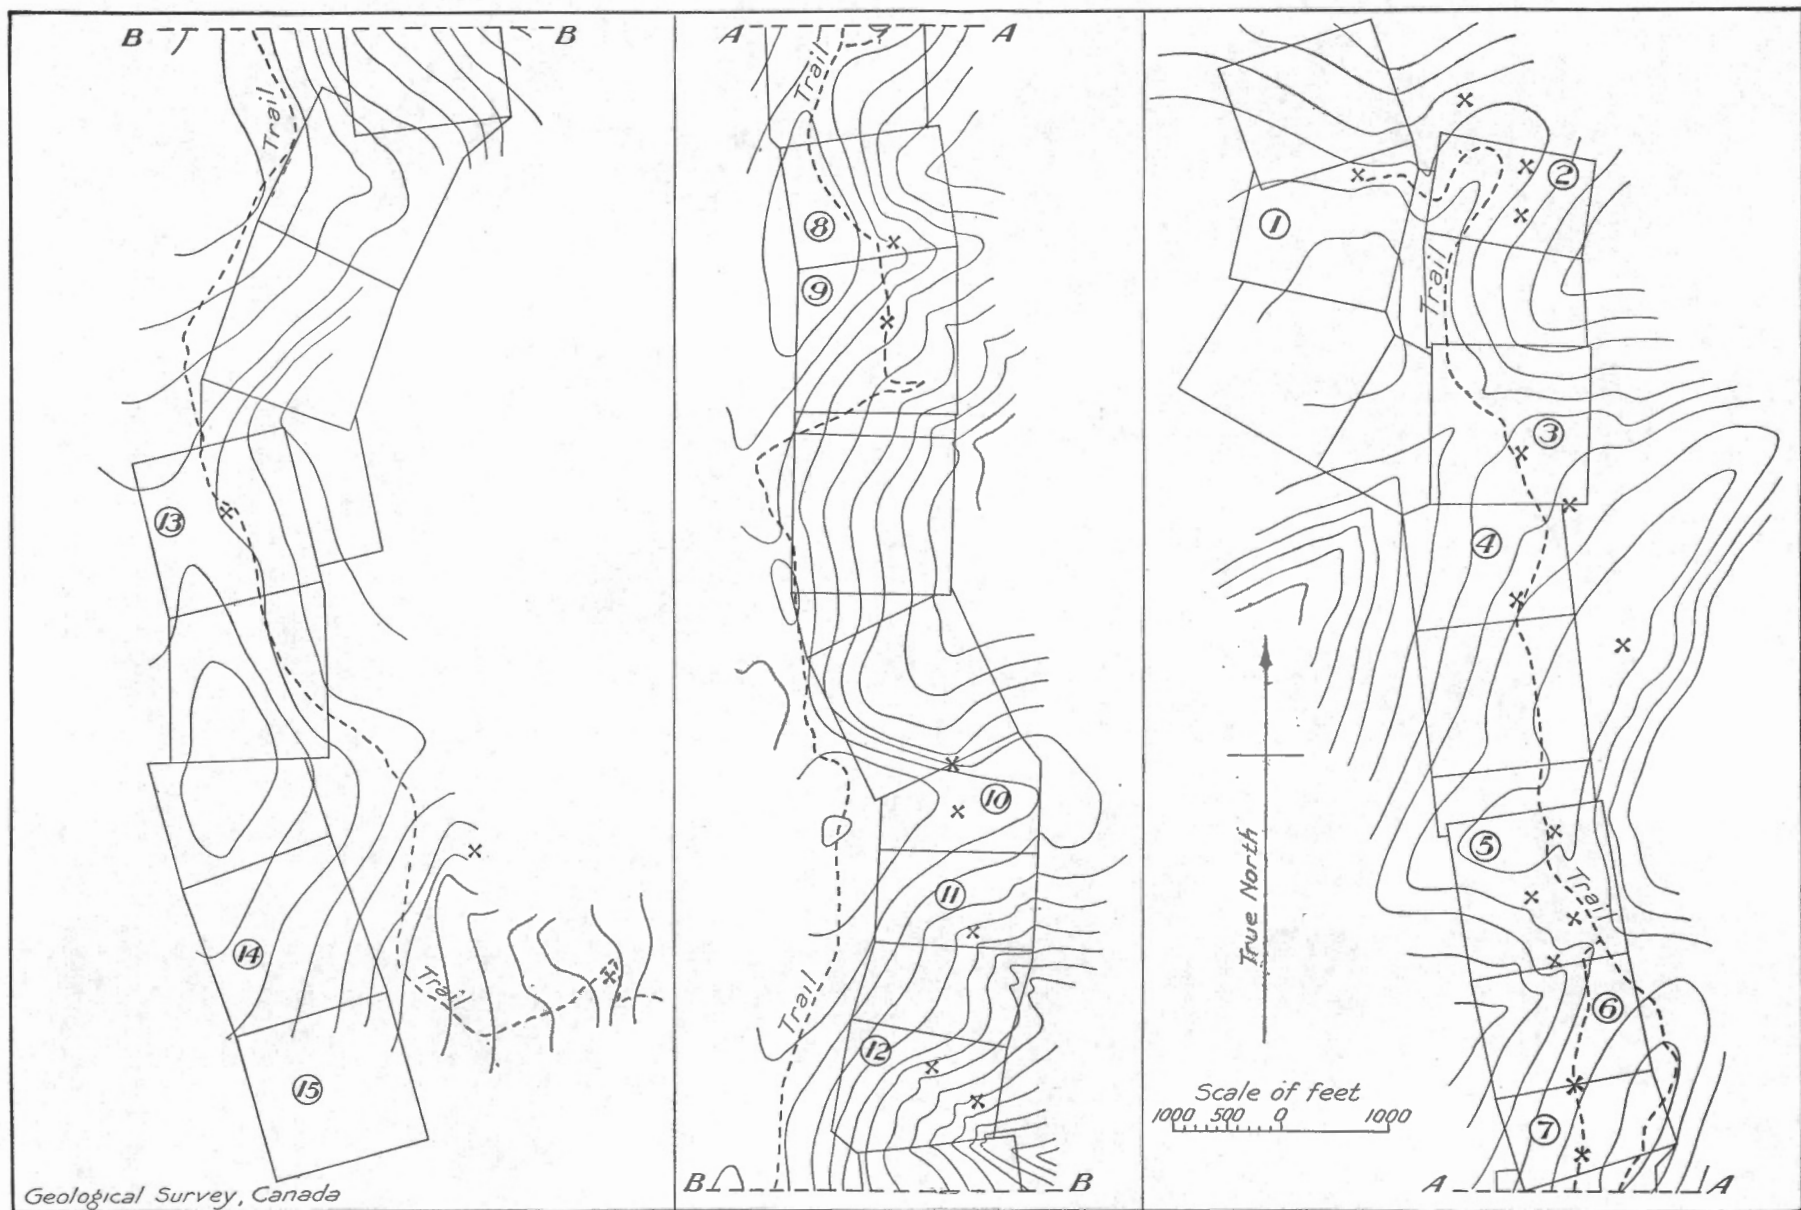 B B
Trail
13
14
15
Trail
Geological Survey, Canada
A A
Trail
8
9
10
11
Trail
12
B B
1
2
Trail
3
4
5
Trail
6
7
True North
Scale of feet
1000 500 0 1000
A A